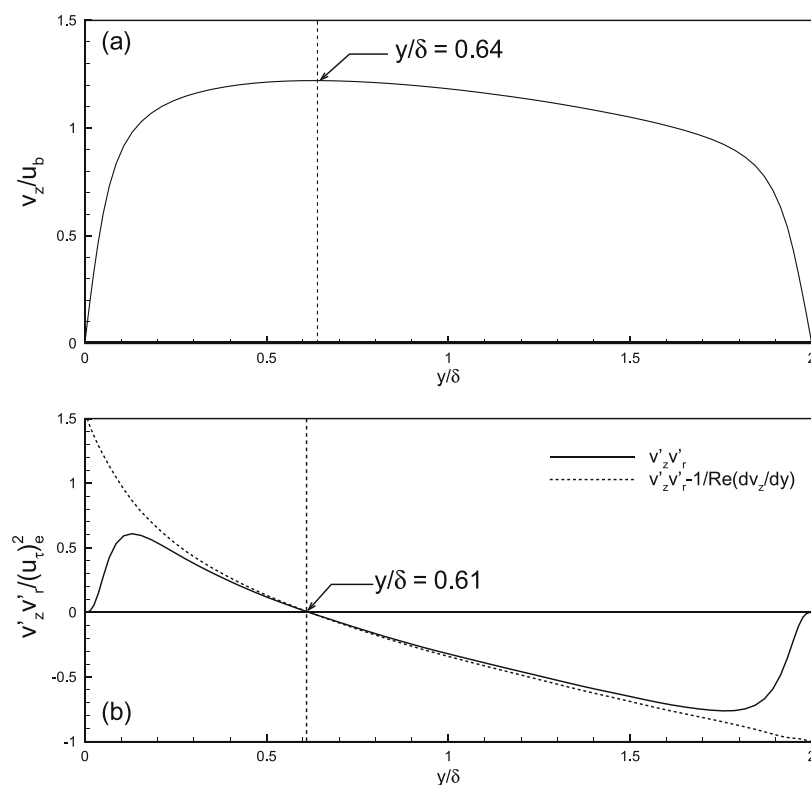 1.5
(a)
y/δ = 0.64
1
v_z/u_b
0.5
0
0 0.5 1 1.5 2
y/δ
1.5
v'_z v'_r
v'_z v'_r-1/Re(dv_z/dy)
1
0.5
v'_z v'_r/(u_τ)_e^2
y/δ = 0.61
0
-0.5
(b)
-1
0 0.5 1 1.5 2
y/δ